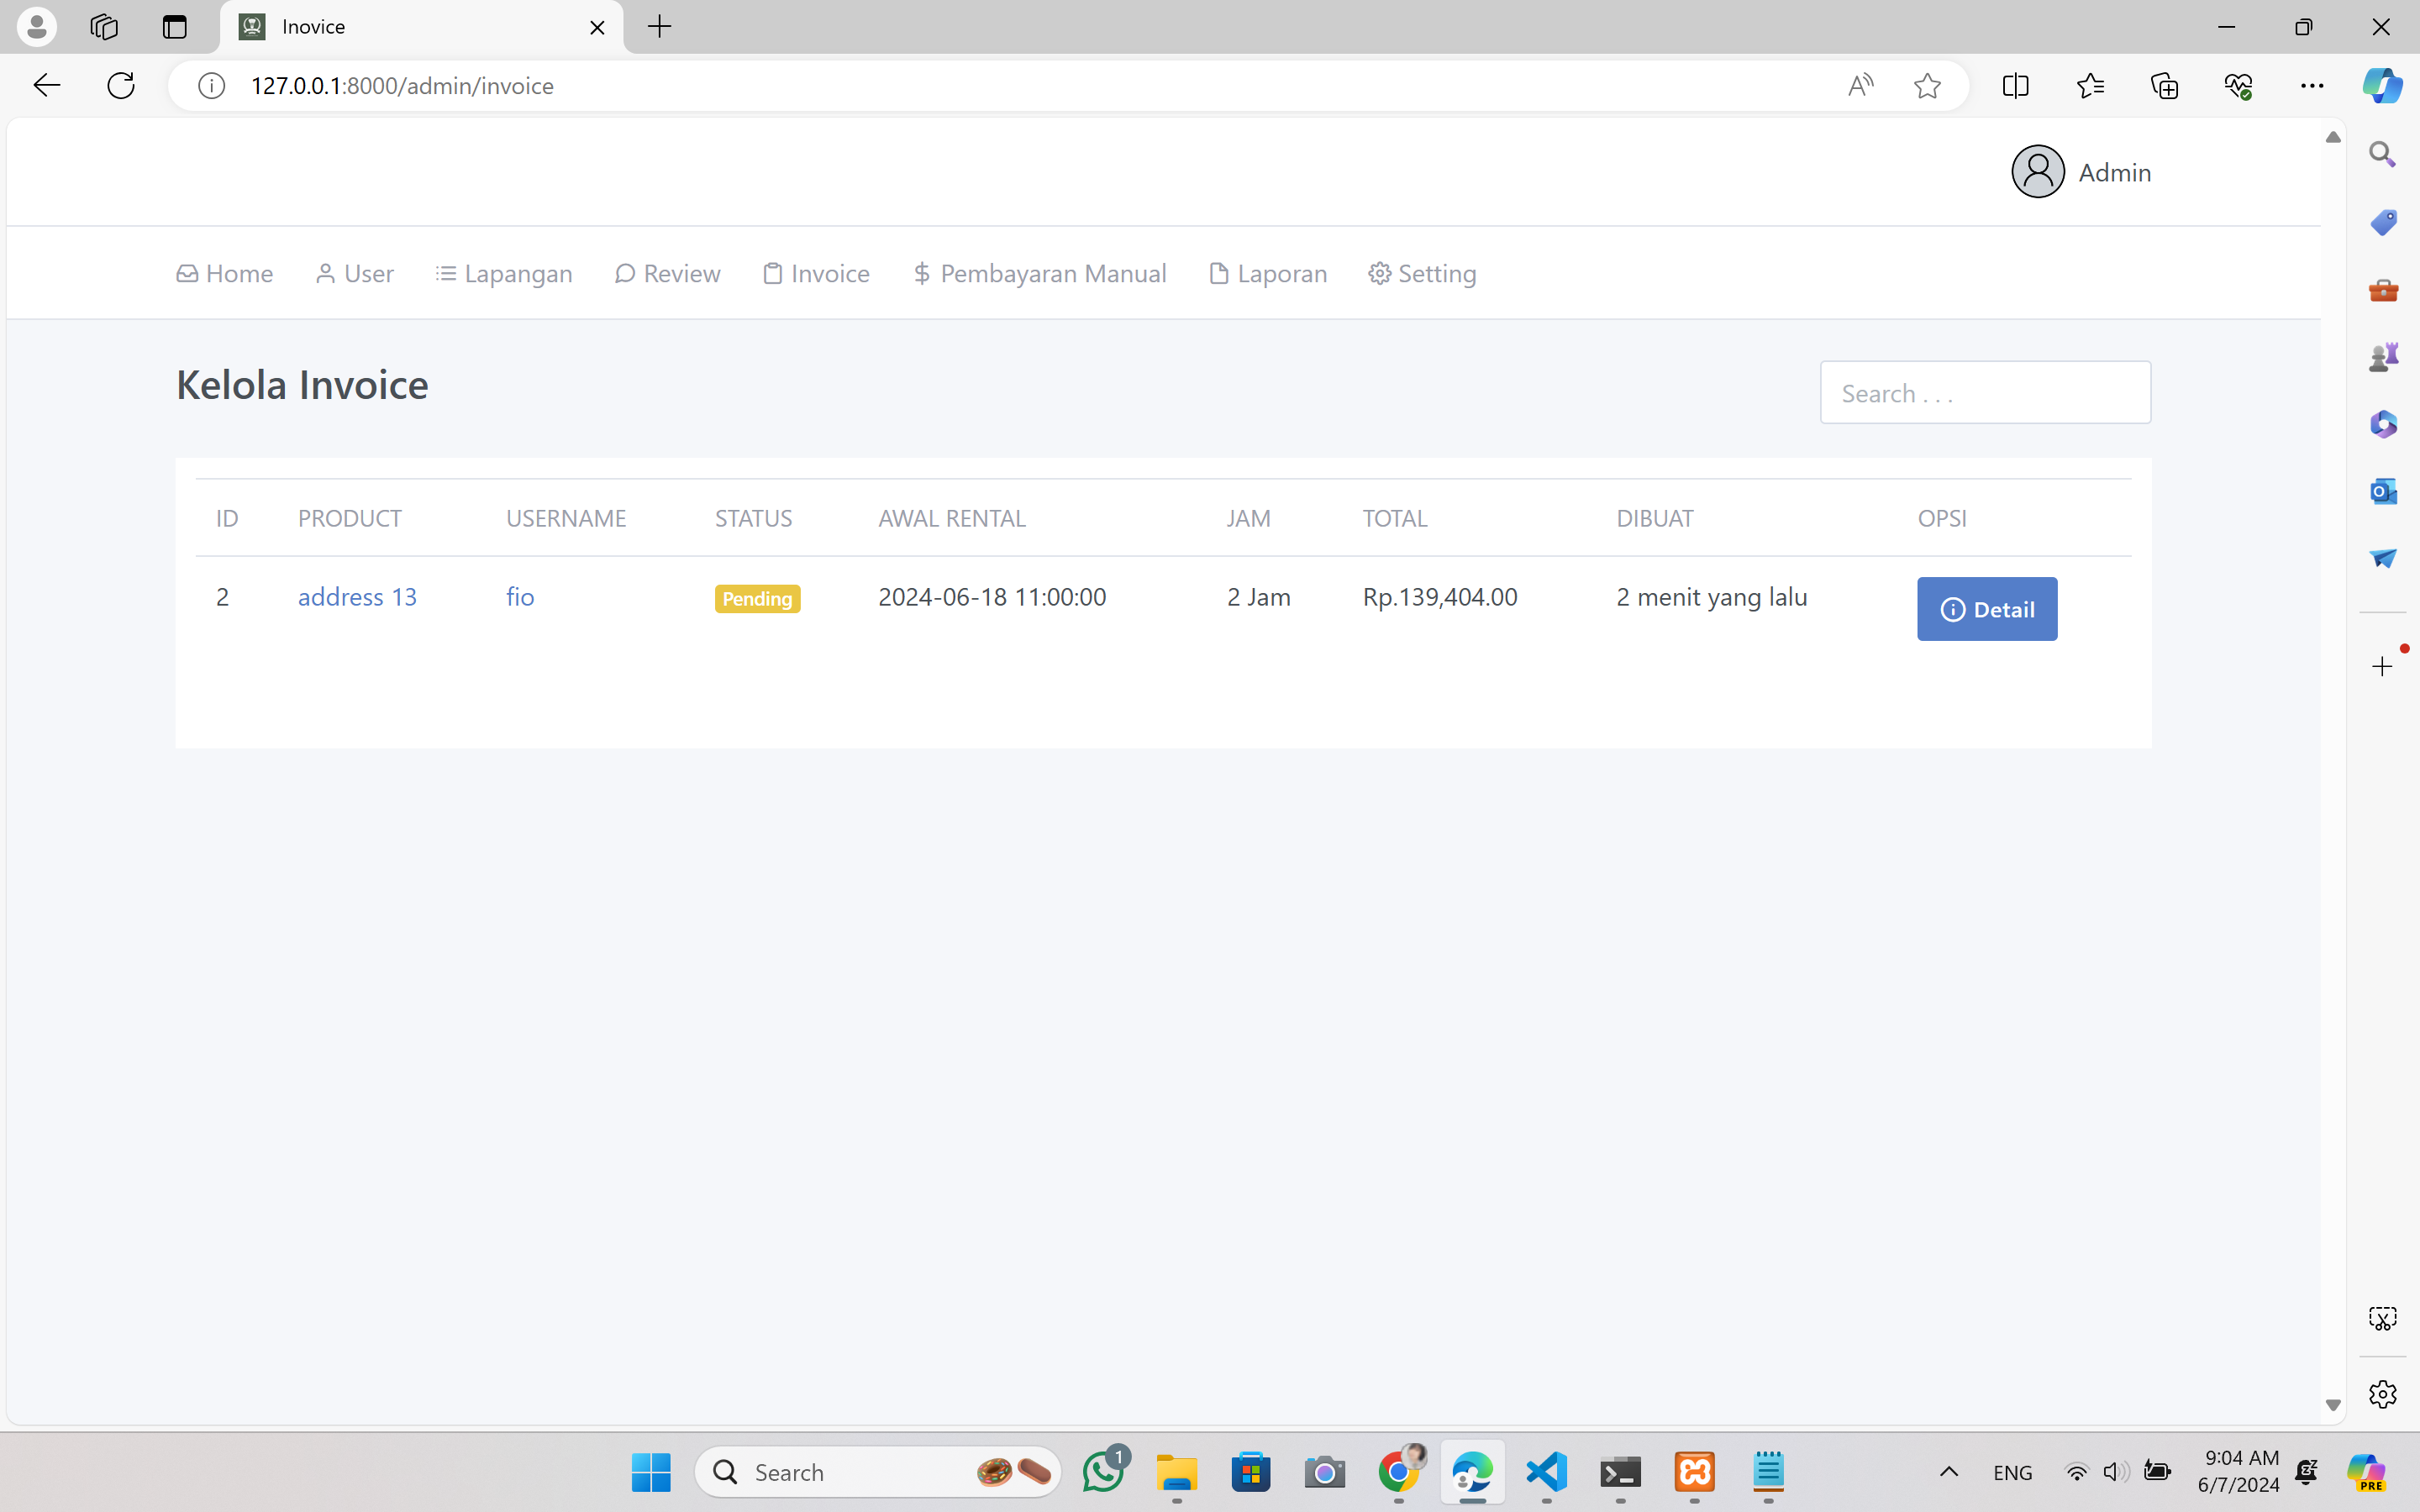 Inovice
127.0.0.1:8000/admin/invoice
Admin
Home User Lapangan Review Invoice Pembayaran Manual Laporan Setting
Kelola Invoice
Search . . .
ID PRODUCT USERNAME STATUS AWAL RENTAL JAM TOTAL DIBUAT OPSI
2 address 13 fio Pending 2024-06-18 11:00:00 2 Jam Rp.139,404.00 2 menit yang lalu Detail
Search 1 ENG 9:04 AM
6/7/2024
PRE